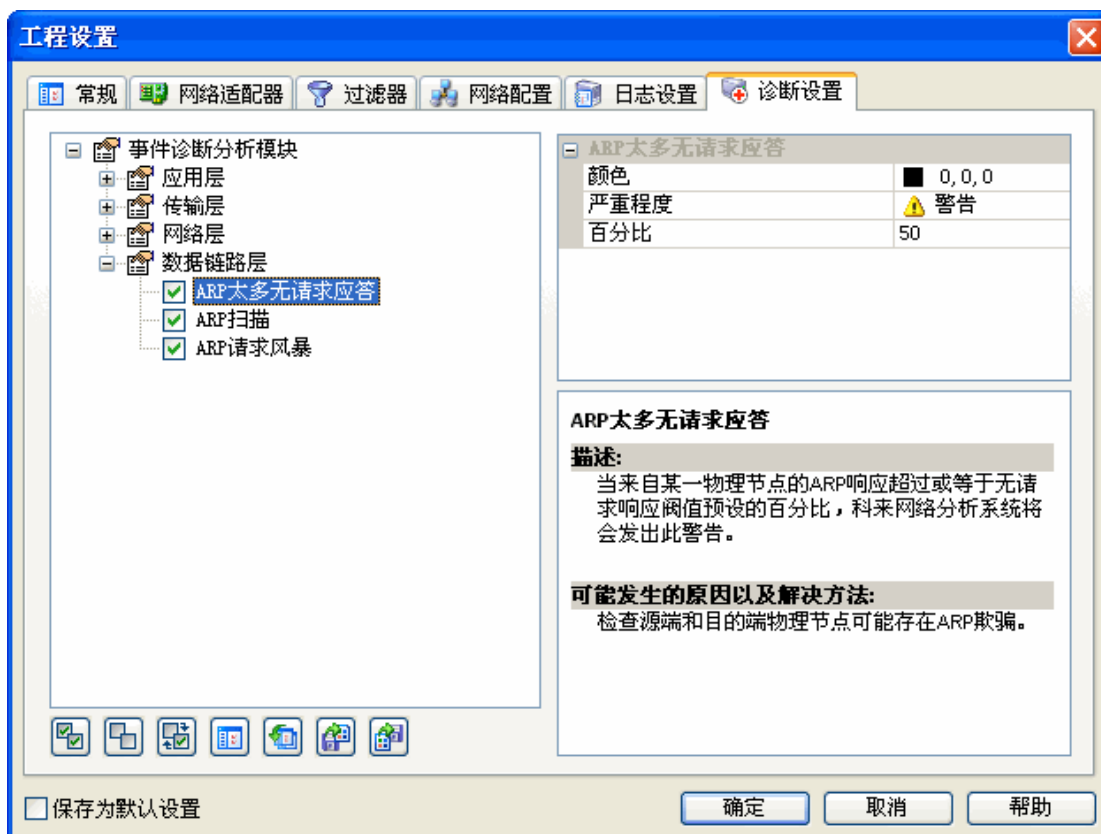 工程设置
常规 网络适配器 过滤器 网络配置 日志设置 诊断设置
事件诊断分析模块
应用层
传输层
网络层
数据链路层
ARP太多无请求应答
ARP扫描
ARP请求风暴
ARP太多无请求应答
颜色 0,0,0
严重程度 警告
百分比 50
ARP太多无请求应答
描述:
当来自某一物理节点的ARP响应超过或等于无请
求响应阀值预设的百分比，科来网络分析系统将
会发出此警告。
可能发生的原因以及解决方法:
检查源端和目的端物理节点可能存在ARP欺骗。
保存为默认设置
确定 取消 帮助